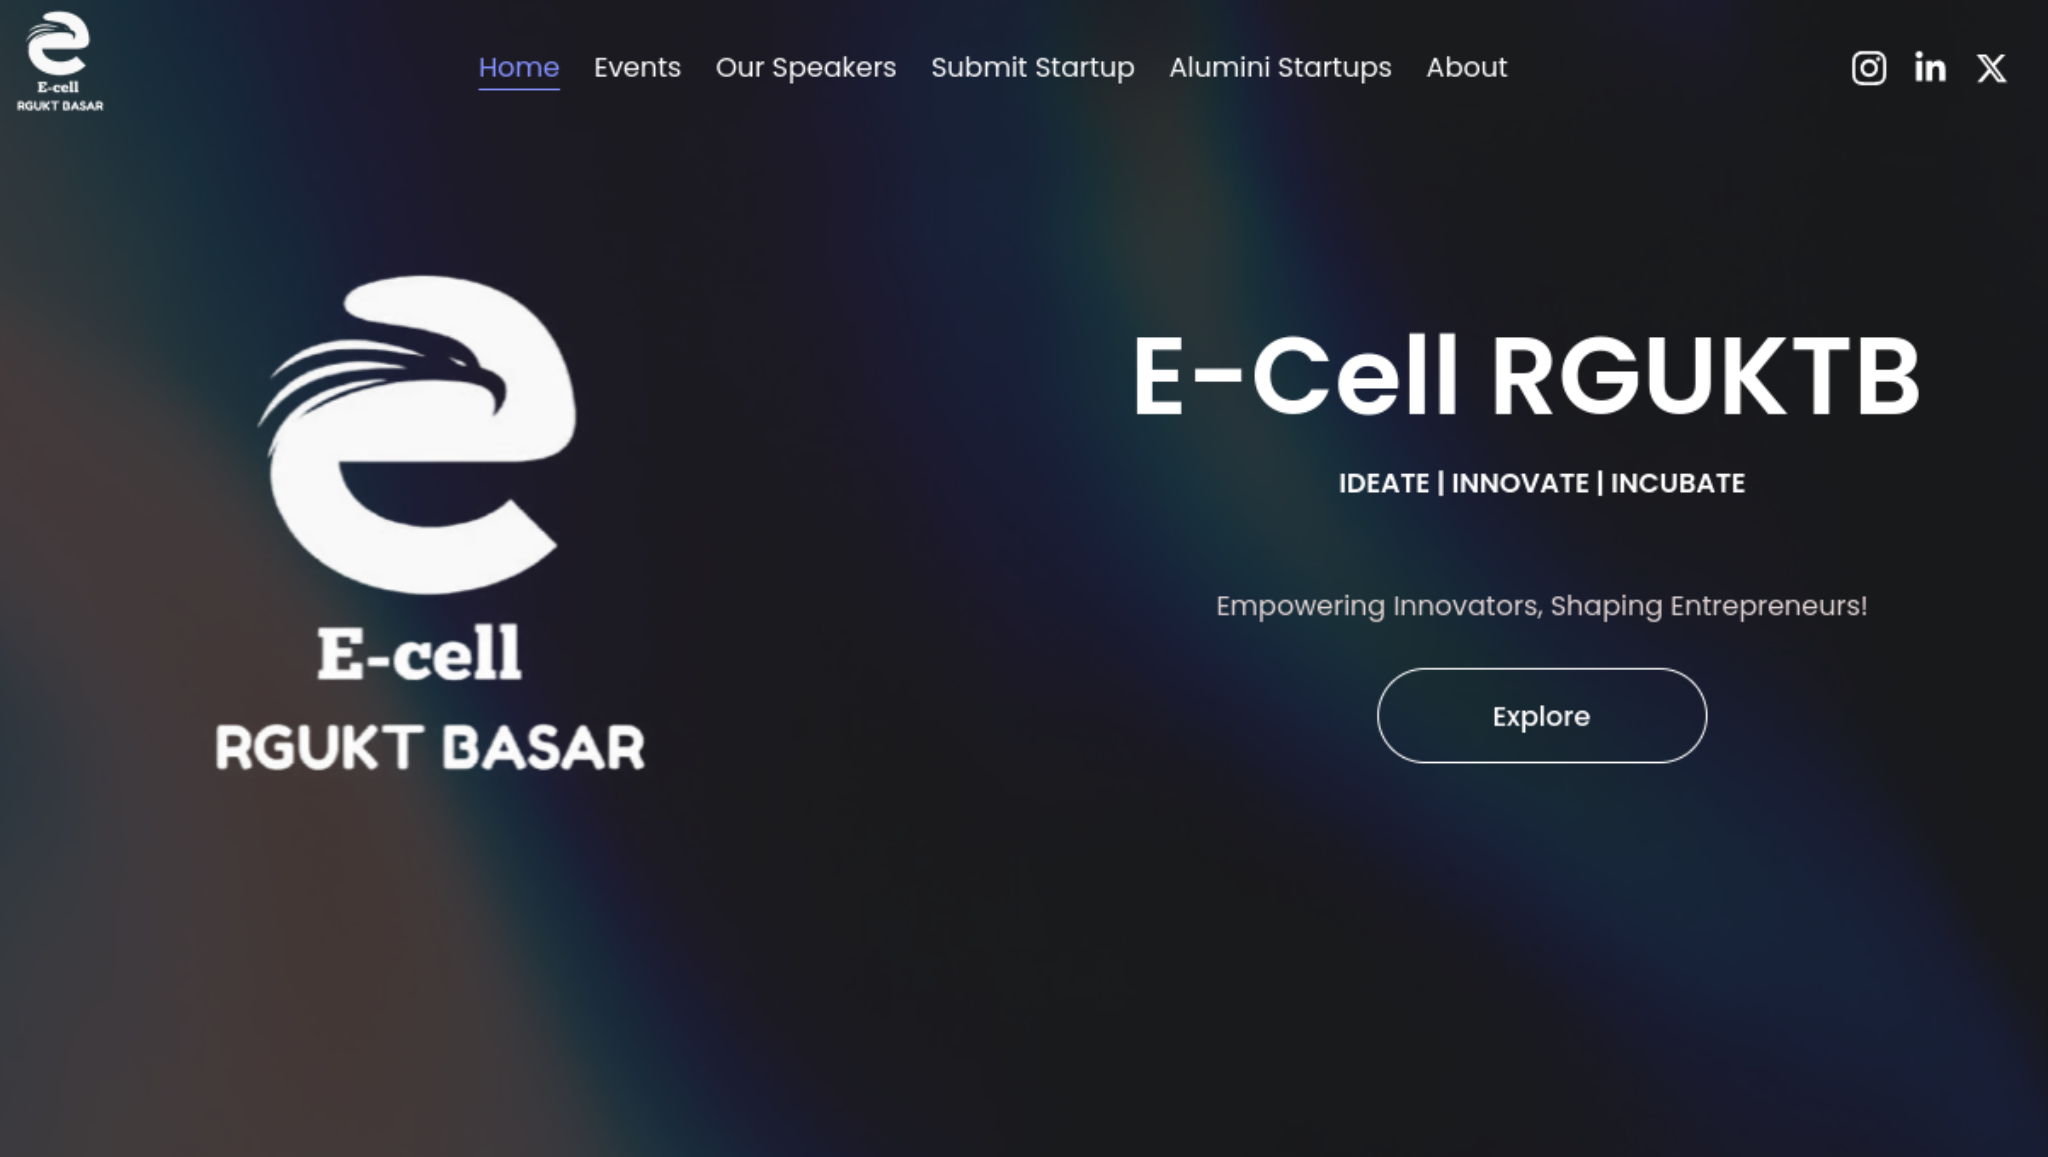 E-cell
RGUKT BASAR
Home Events Our Speakers Submit Startup Alumini Startups About
E-cell
RGUKT BASAR
E-Cell RGUKTB
IDEATE | INNOVATE | INCUBATE
Empowering Innovators, Shaping Entrepreneurs!
Explore